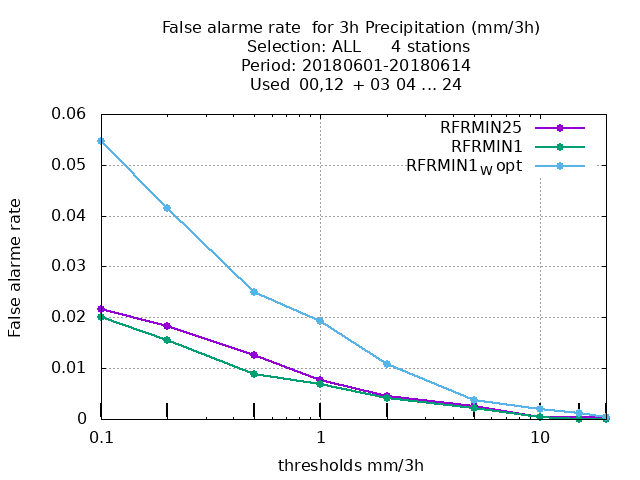 False alarme rate  for 3h Precipitation (mm/3h)
Selection: ALL      4 stations
Period: 20180601-20180614
Used  00,12  + 03 04 ... 24
RFRMIN25
RFRMIN1
RFRMIN1W opt
0.06
0.05
0.04
0.03
0.02
0.01
0
False alarme rate
0.1
1
10
thresholds mm/3h